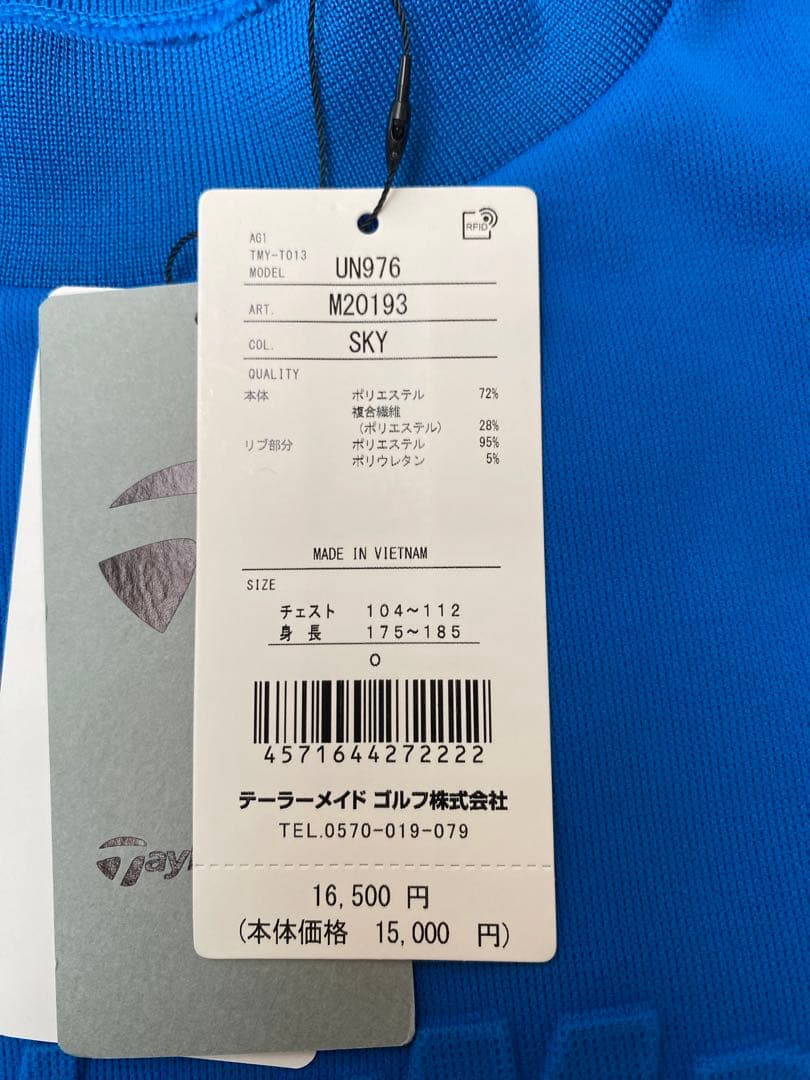 RFID
AG1
TMY-T013
MODEL UN976
ART. M20193
COL. SKY
QUALITY
本体 ポリエステル 72%
複合繊維
(ポリエステル) 28%
リブ部分 ポリエステル 95%
ポリウレタン 5%
MADE IN VIETNAM
SIZE
チェスト 104~112
身長 175~185
O
4571644272222
テーラーメイド ゴルフ株式会社
TEL.0570-019-079
16,500 円
(本体価格 15,000 円)